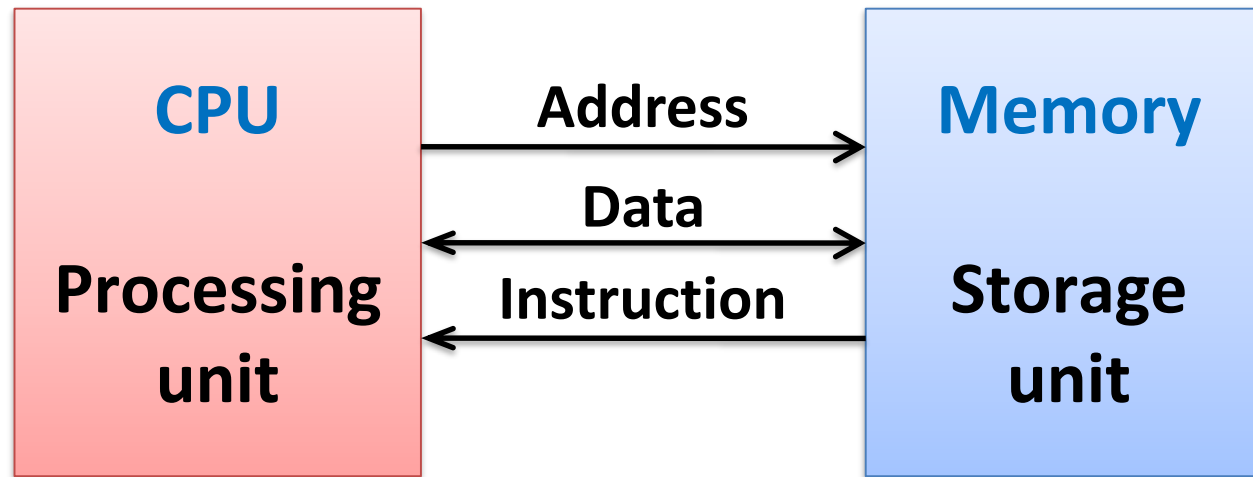 CPU
Processing
unit
Address
Data
Instruction
Memory
Storage
unit